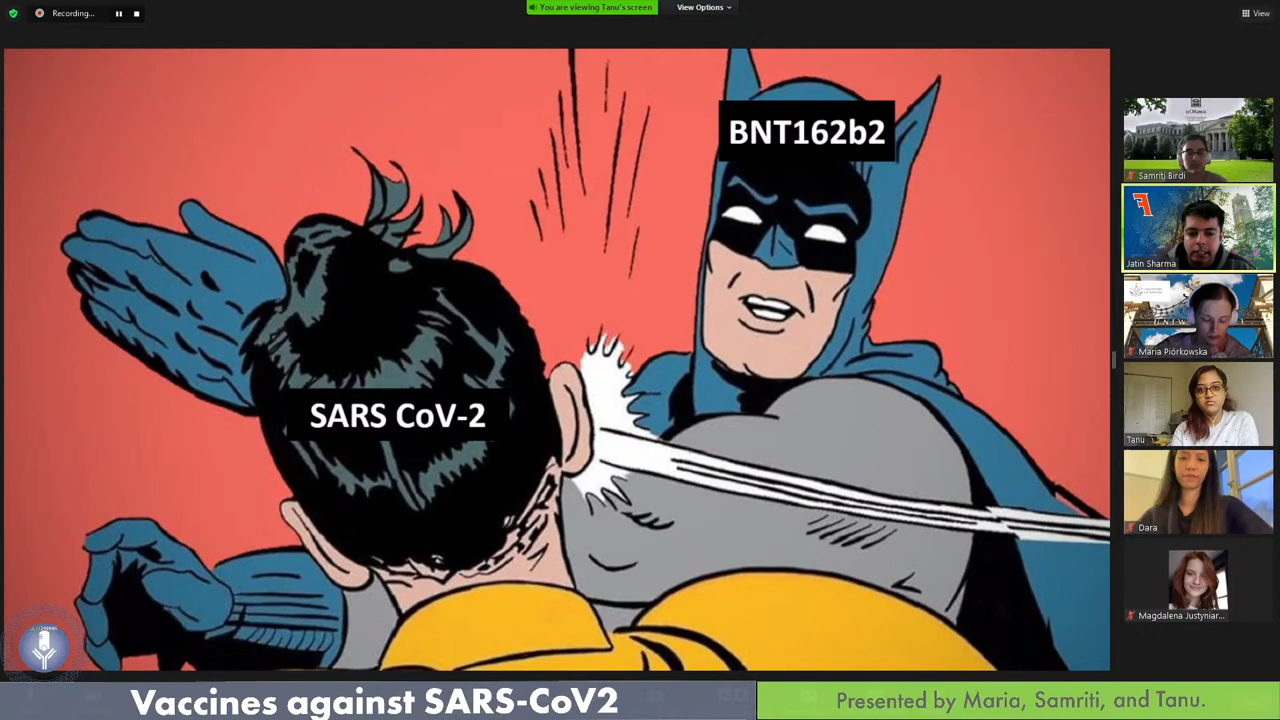 Recording...
You are viewing Tanu's screen
View Options
View
BNT162b2
SARS CoV-2
Samriti Birdi
Jatin Sharma
Maria Piórkowska
Tanu
Dara
Magdalena Justyniar...
Vaccines against SARS-CoV2
Presented by Maria, Samriti, and Tanu.